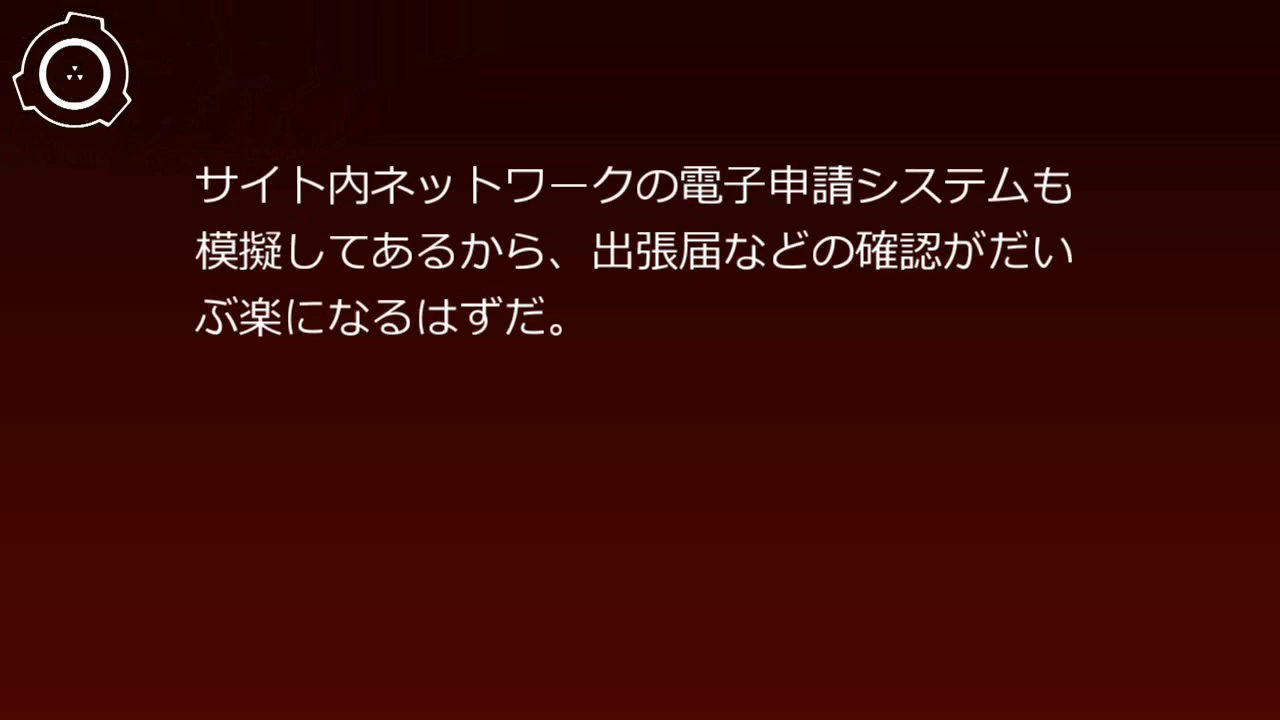 サイト内ネットワークの電子申請システムも
模擬してあるから、出張届などの確認がだい
ぶ楽になるはずだ。